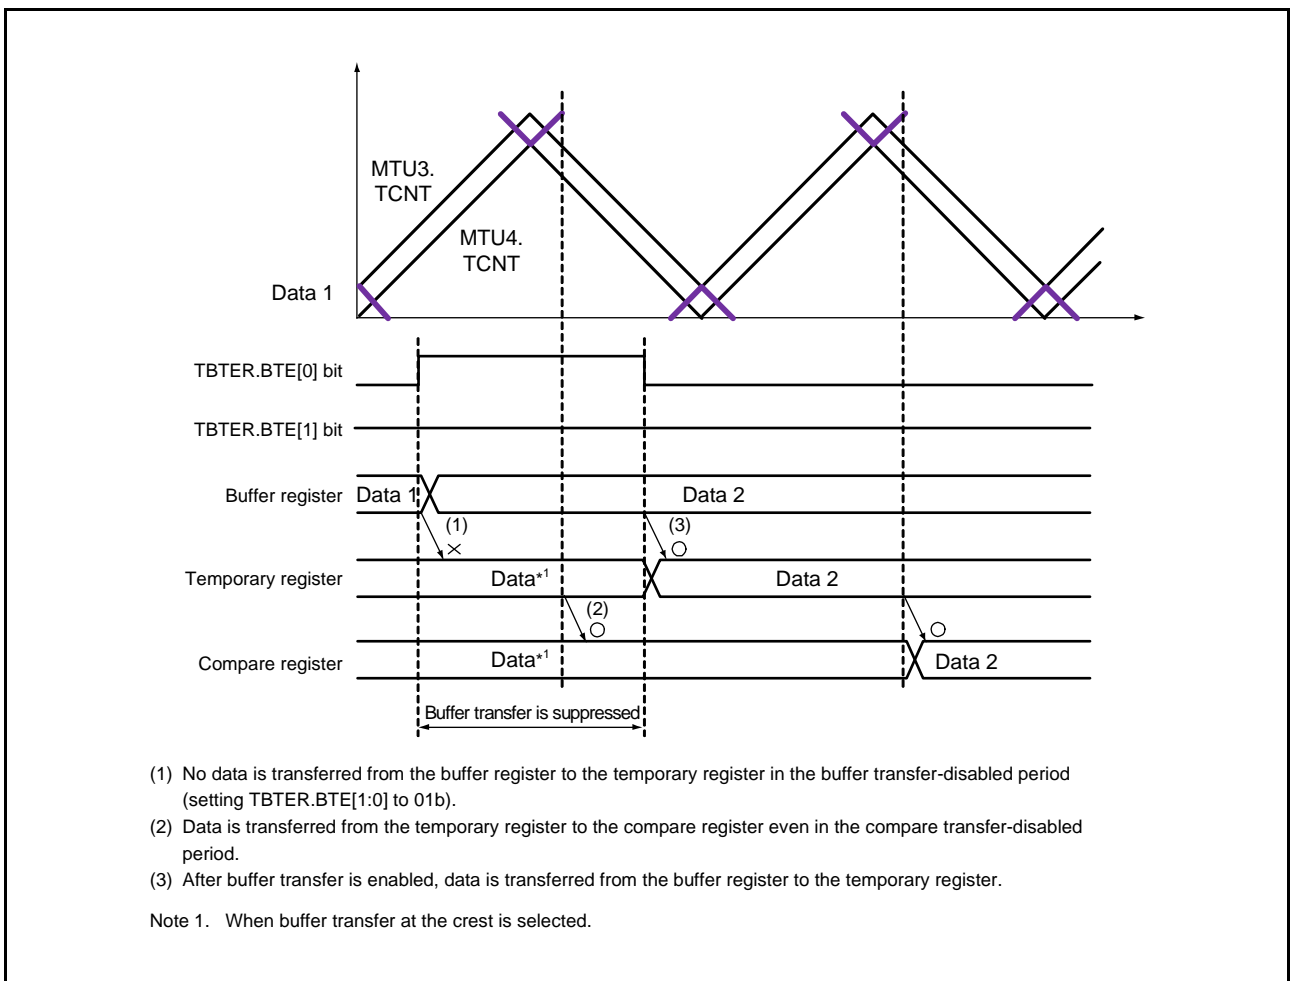 MTU3.
TCNT
MTU4.
TCNT
Data 1
TBTER.BTE[0] bit
TBTER.BTE[1] bit
Buffer register
Data 1
Data 2
(1)
(3)
Temporary register
Data*1
Data 2
(2)
Compare register
Data*1
Data 2
Buffer transfer is suppressed
(1) No data is transferred from the buffer register to the temporary register in the buffer transfer-disabled period
(setting TBTER.BTE[1:0] to 01b).
(2) Data is transferred from the temporary register to the compare register even in the compare transfer-disabled
period.
(3) After buffer transfer is enabled, data is transferred from the buffer register to the temporary register.
Note 1. When buffer transfer at the crest is selected.